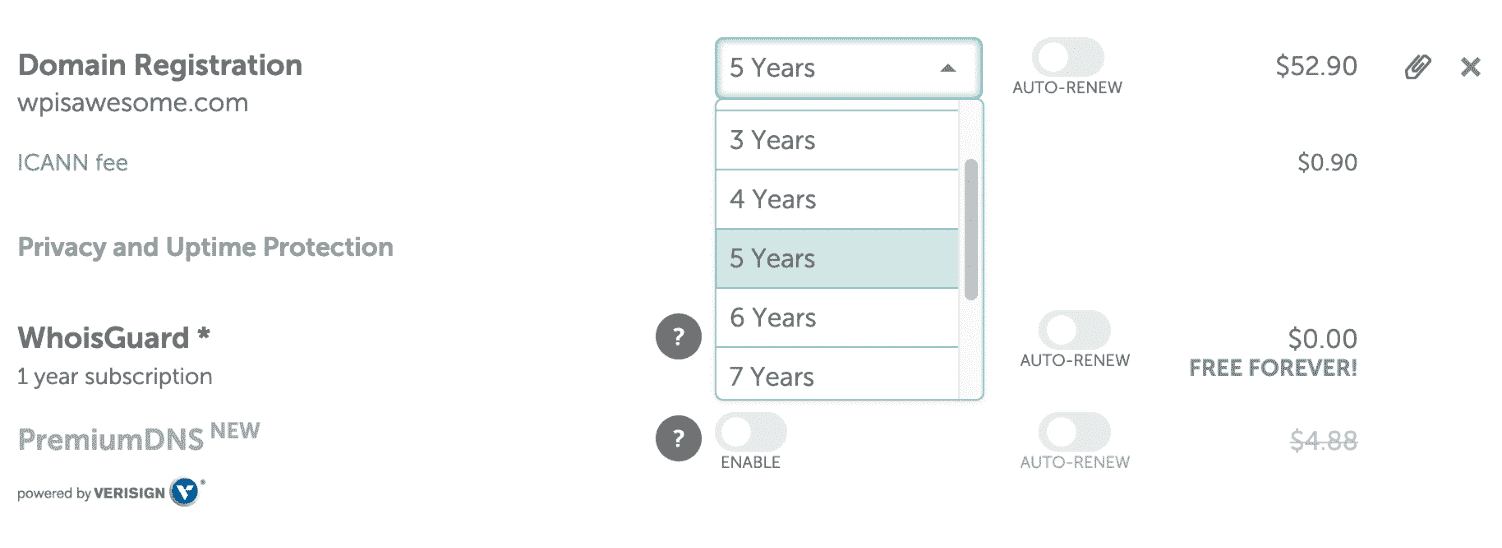 Domain Registration
wpisawesome.com
5 Years
AUTO-RENEW
$52.90
3 Years
4 Years
5 Years
6 Years
7 Years
ICANN fee
$0.90
Privacy and Uptime Protection
WhoisGuard *
1 year subscription
?
AUTO-RENEW
$0.00
FREE FOREVER!
PremiumDNS NEW
?
ENABLE
AUTO-RENEW
$4.88
powered by VERISIGN